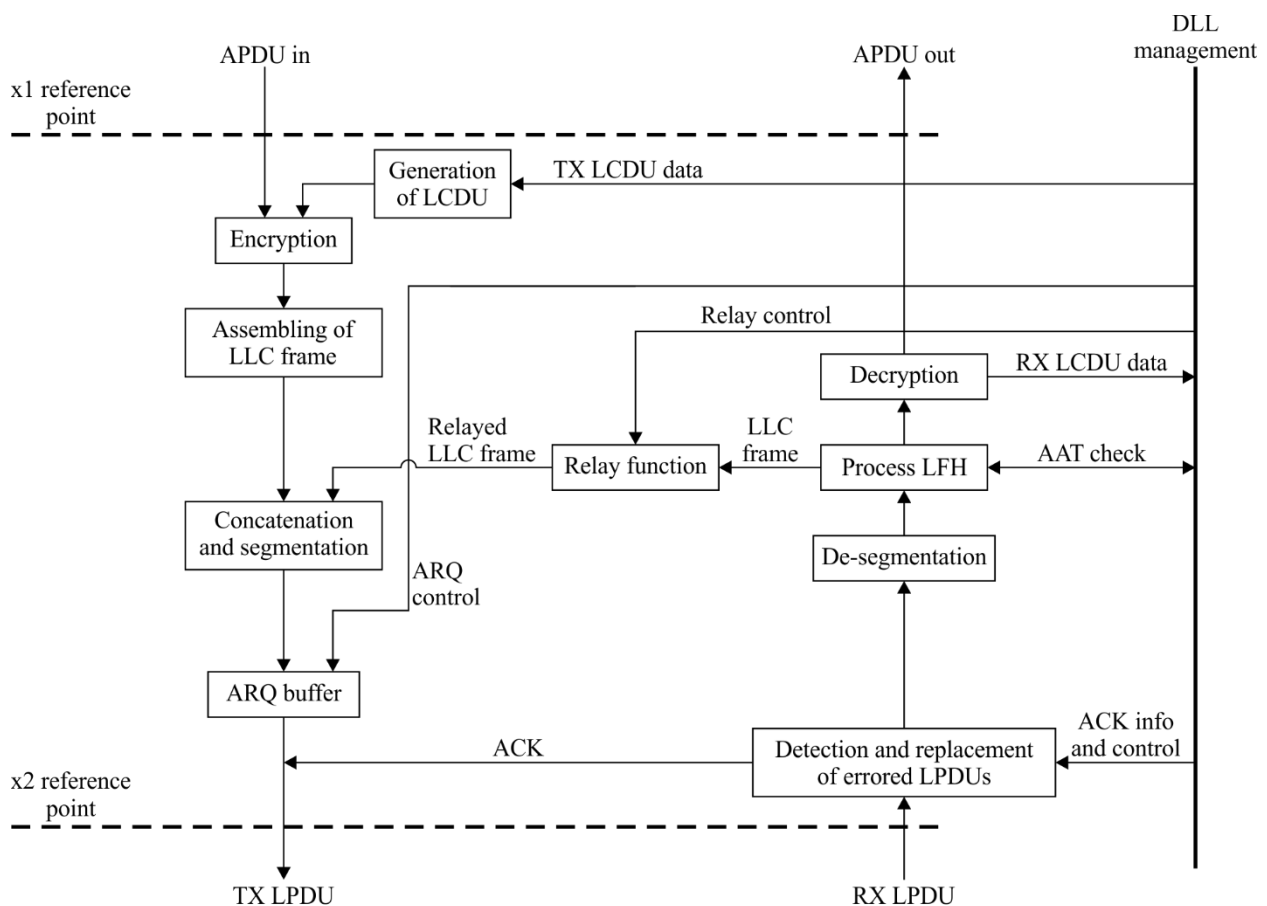 DLL
management
APDU in
APDU out
x1 reference
point
Generation
of LCDU
TX LCDU data
Encryption
Assembling of
LLC frame
Relay control
Decryption
RX LCDU data
Relayed
LLC frame
Relay function
LLC
frame
Process LFH
AAT check
Concatenation
and segmentation
De-segmentation
ARQ
control
ARQ buffer
ACK
Detection and replacement
of errored LPDUs
ACK info
and control
x2 reference
point
TX LPDU
RX LPDU